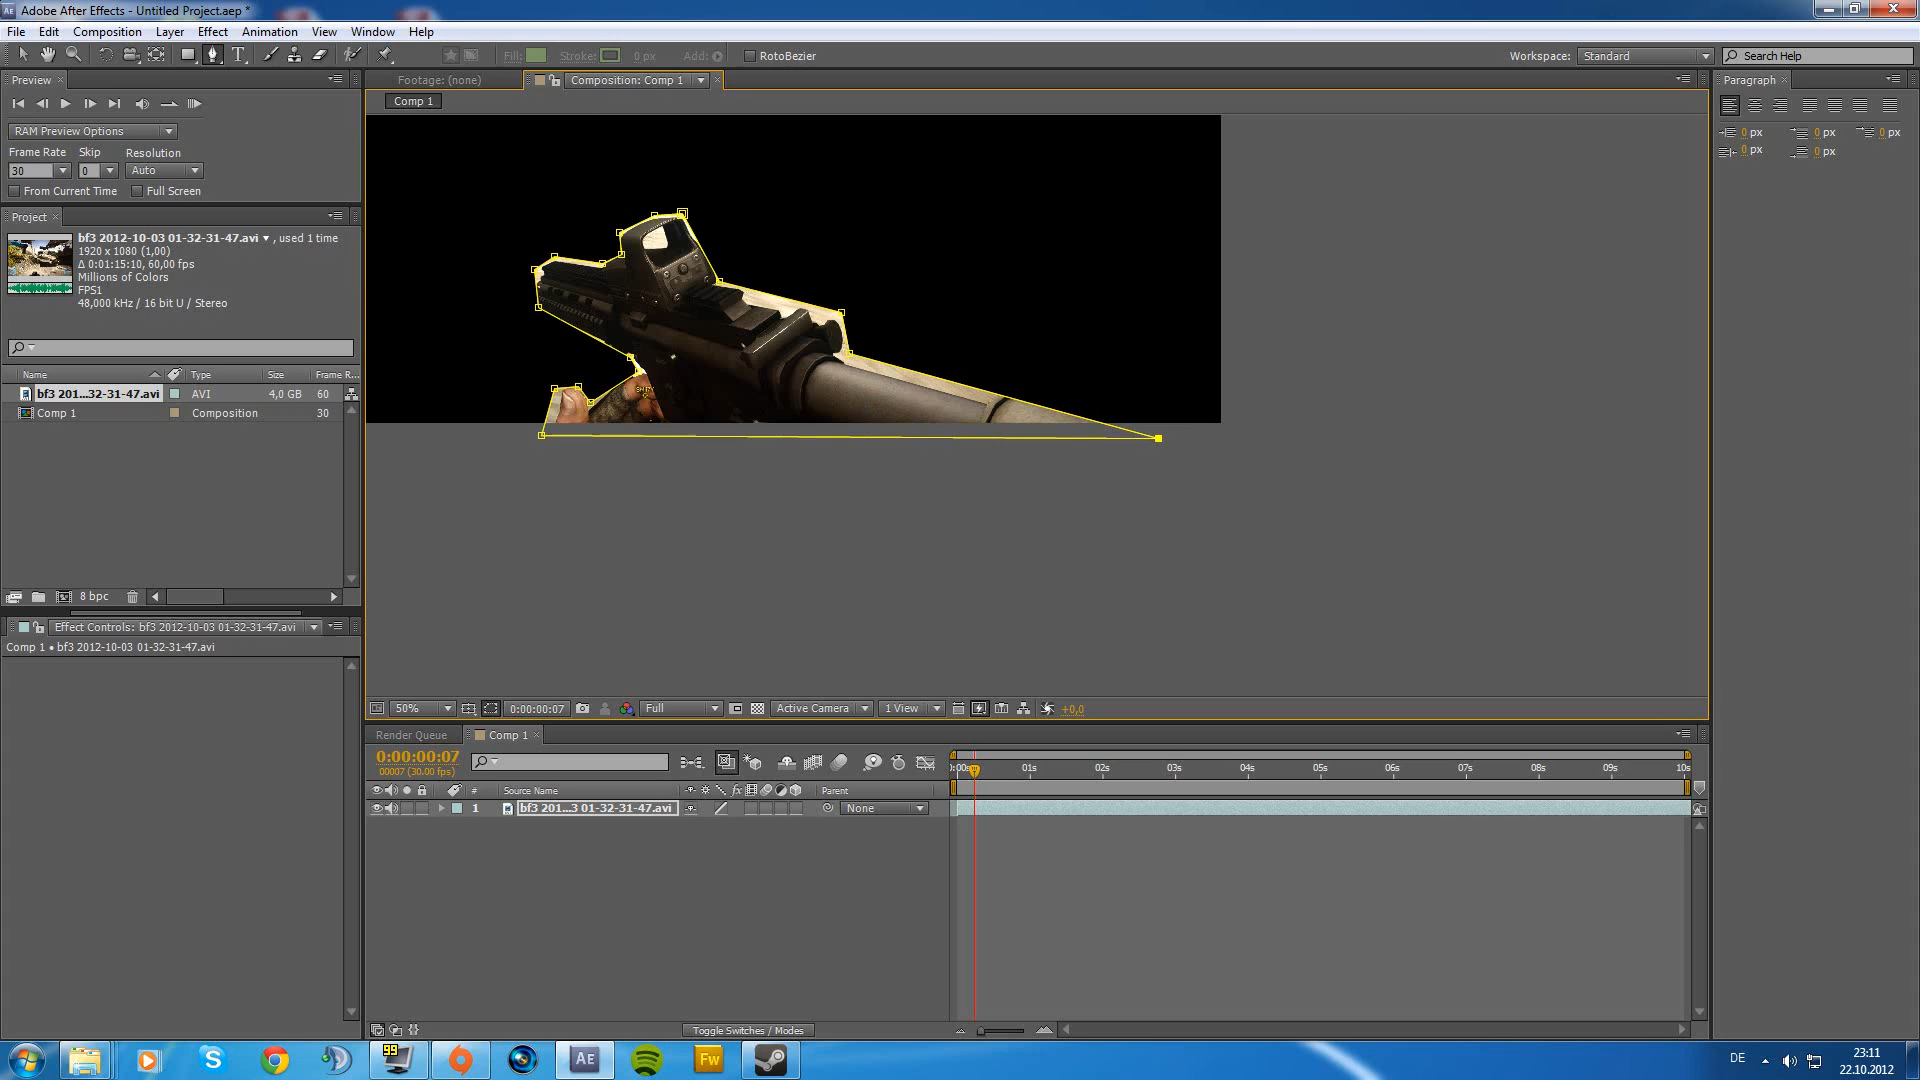 Adobe After Effects - Untitled Project.aep *
File Edit Composition Layer Effect Animation View Window Help
Fill: Stroke: 0 px Add: RotoBezier Workspace: Standard Search Help
Preview Footage: (none) Composition: Comp 1 Paragraph
Comp 1
RAM Preview Options
0 px 0 px 0 px
Frame Rate Skip Resolution
0 px 0 px
30 0 Auto
From Current Time Full Screen
Project
bf3 2012-10-03 01-32-31-47.avi , used 1 time
1920 x 1080 (1,00)
Δ 0:01:15:10, 60,00 fps
Millions of Colors
FPS1
48,000 kHz / 16 bit U / Stereo
Name Type Size Frame R...
bf3 201...32-31-47.avi AVI 4,0 GB 60
Comp 1 Composition 30
8 bpc
Effect Controls: bf3 2012-10-03 01-32-31-47.avi
Comp 1 • bf3 2012-10-03 01-32-31-47.avi
50% 0:00:00:07 Full Active Camera 1 View +0,0
Render Queue Comp 1
0:00:00:07
00007 (30.00 fps)
01s 02s 03s 04s 05s 06s 07s 08s 09s 10s
# Source Name fx Parent
1 bf3 201...3 01-32-31-47.avi None
Toggle Switches / Modes
99 Ae Fw DE 23:11
22.10.2012